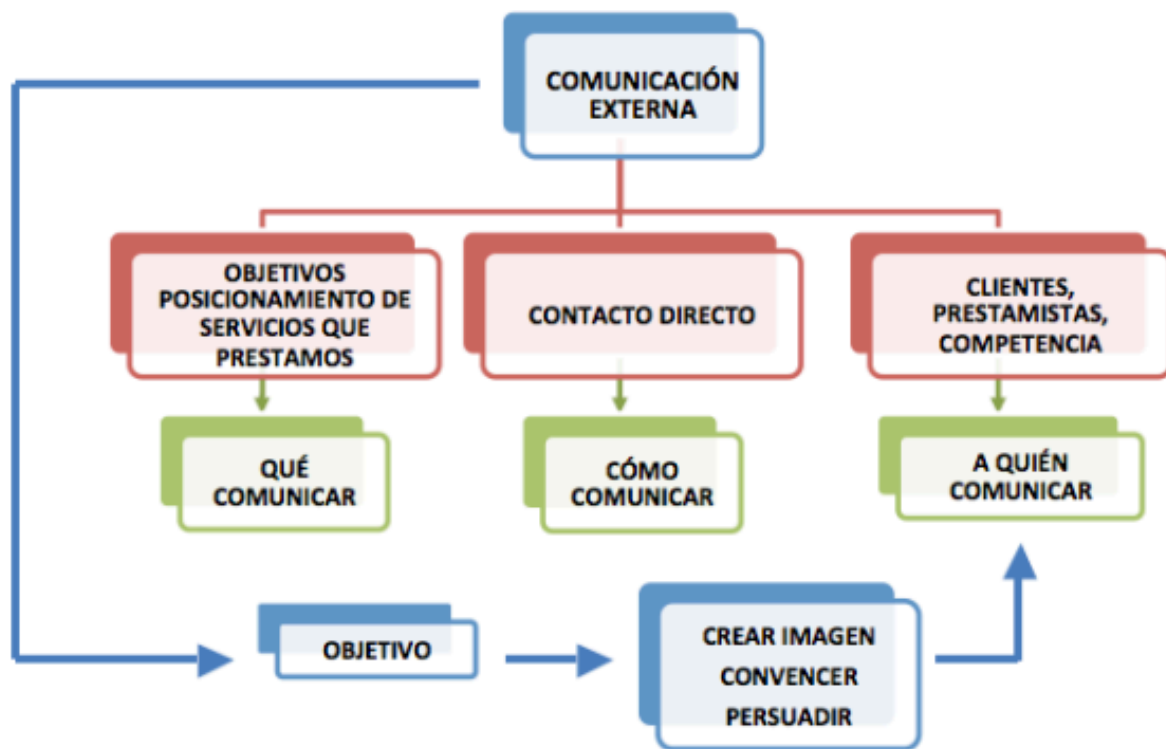 COMUNICACIÓN
EXTERNA
OBJETIVOS
POSICIONAMIENTO DE
SERVICIOS QUE
PRESTAMOS
CONTACTO DIRECTO
CLIENTES,
PRESTAMISTAS,
COMPETENCIA
QUÉ
COMUNICAR
CÓMO
COMUNICAR
A QUIÉN
COMUNICAR
OBJETIVO
CREAR IMAGEN
CONVENCER
PERSUADIR